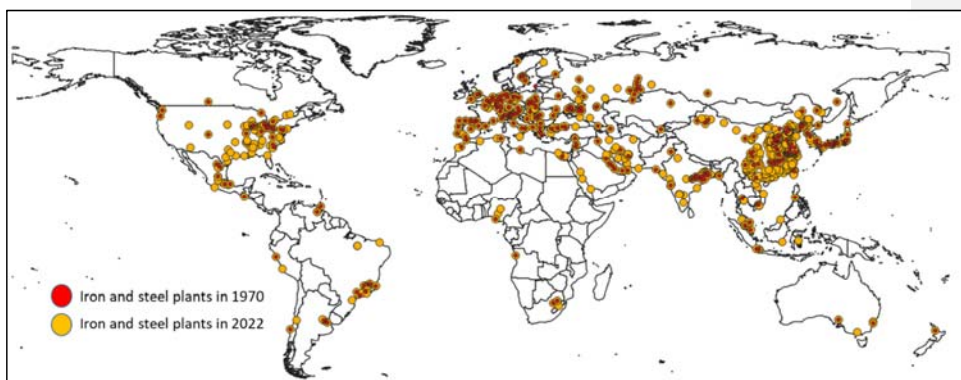 Iron and steel plants in 1970
Iron and steel plants in 2022